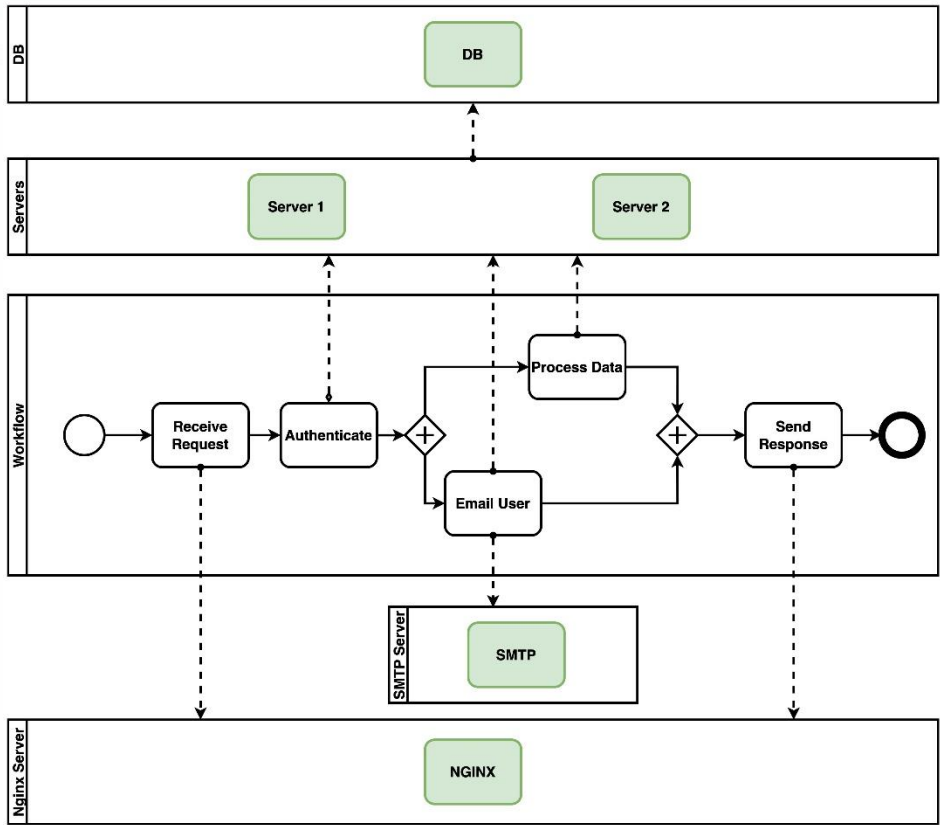 DB
DB
Servers
Server 1
Server 2
Workflow
Receive
Request
Authenticate
Process Data
Email User
Send
Response
SMTP Server
SMTP
Nginx Server
NGINX